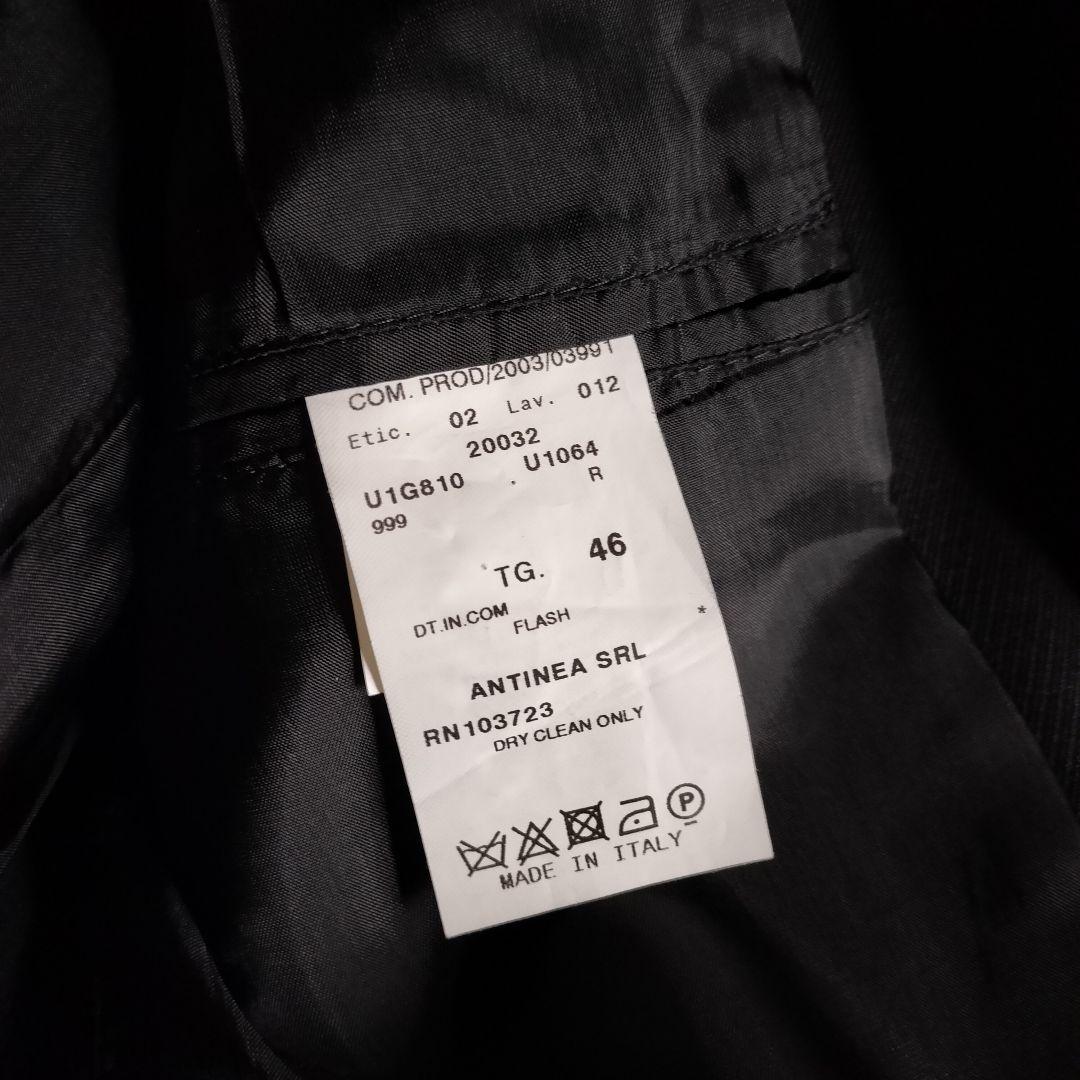 COM. PROD/2003/03991
Etic. 02 Lav. 012
20032
U1G810 . U1064
999 R
TG. 46
DT.IN.COM FLASH *
ANTINEA SRL
RN103723
DRY CLEAN ONLY
P
MADE IN ITALY